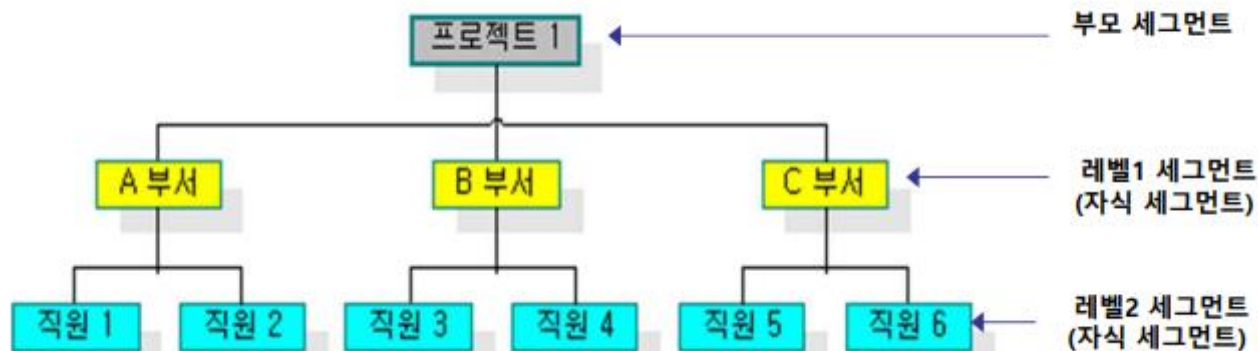 프로젝트 1
부모 세그먼트
A 부서
B 부서
C 부서
레벨1 세그먼트
(자식 세그먼트)
직원 1
직원 2
직원 3
직원 4
직원 5
직원 6
레벨2 세그먼트
(자식 세그먼트)